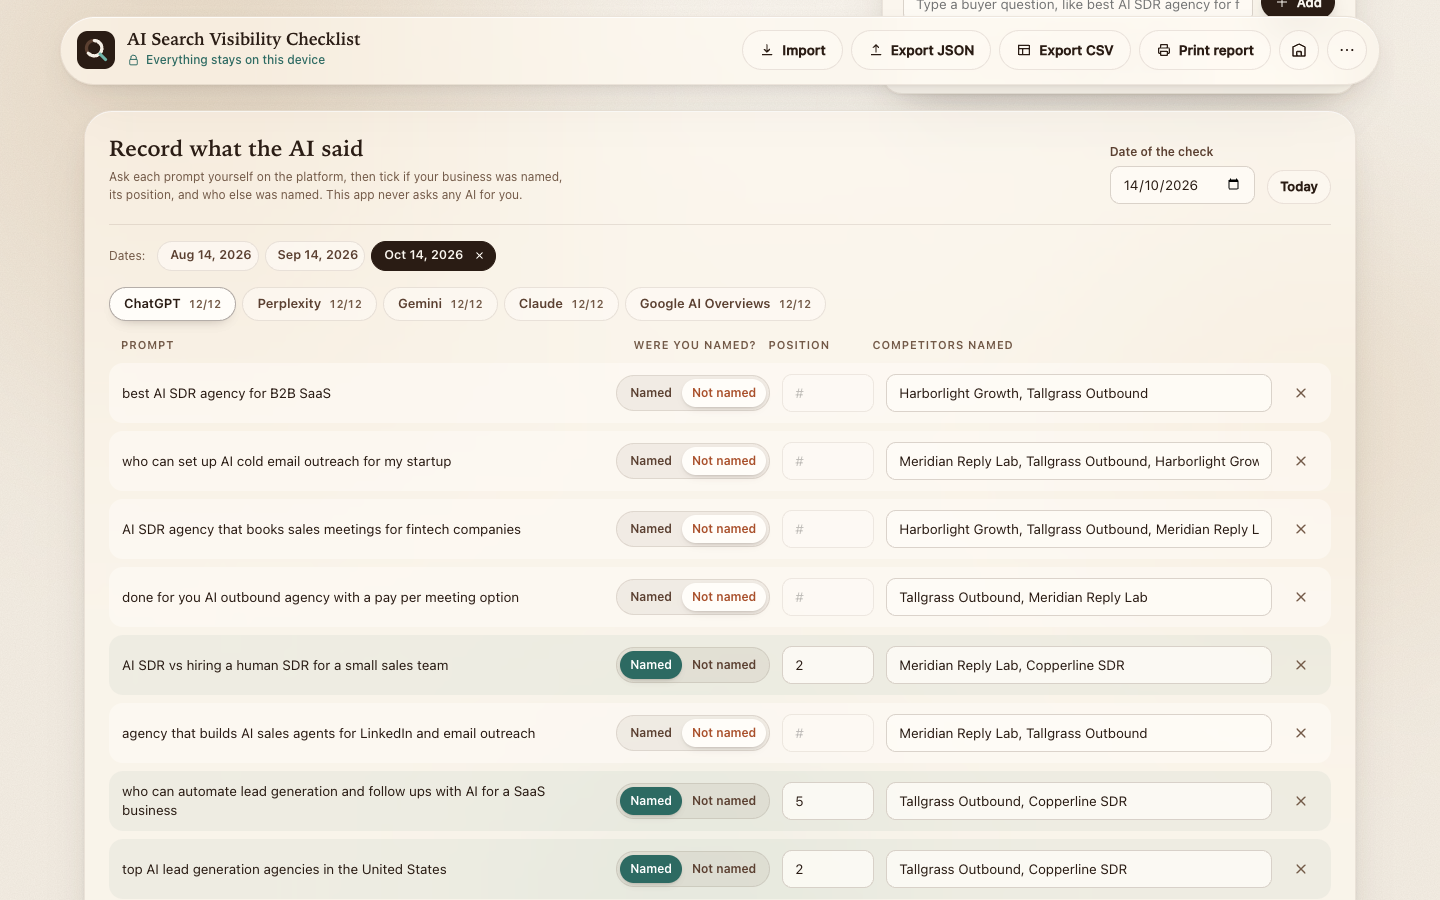 Type a buyer question, like best AI SDR agency for f
Add
AI Search Visibility Checklist
Everything stays on this device
Import
Export JSON
Export CSV
Print report
Record what the AI said
Ask each prompt yourself on the platform, then tick if your business was named,
its position, and who else was named. This app never asks any AI for you.
Date of the check
14/10/2026
Today
Dates: Aug 14, 2026 Sep 14, 2026 Oct 14, 2026 ×
ChatGPT 12/12 Perplexity 12/12 Gemini 12/12 Claude 12/12 Google AI Overviews 12/12
PROMPT WERE YOU NAMED? POSITION COMPETITORS NAMED
best AI SDR agency for B2B SaaS Named Not named # Harborlight Growth, Tallgrass Outbound
who can set up AI cold email outreach for my startup Named Not named # Meridian Reply Lab, Tallgrass Outbound, Harborlight Grow
AI SDR agency that books sales meetings for fintech companies Named Not named # Harborlight Growth, Tallgrass Outbound, Meridian Reply L
done for you AI outbound agency with a pay per meeting option Named Not named # Tallgrass Outbound, Meridian Reply Lab
AI SDR vs hiring a human SDR for a small sales team Named Not named 2 Meridian Reply Lab, Copperline SDR
agency that builds AI sales agents for LinkedIn and email outreach Named Not named # Meridian Reply Lab, Tallgrass Outbound
who can automate lead generation and follow ups with AI for a SaaS
business Named Not named 5 Tallgrass Outbound, Copperline SDR
top AI lead generation agencies in the United States Named Not named 2 Tallgrass Outbound, Copperline SDR